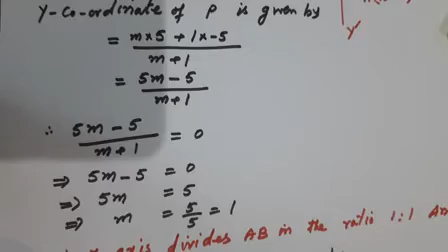 Y-Co-ordinate of P is given by
= m×5 + 1×-5 / m+1
= 5m-5 / m+1
∴ 5m-5 / m+1 = 0
⇒ 5m-5 = 0
⇒ 5m = 5
⇒ m = 5/5 = 1
Y'
axis divides AB in the ratio 1:1